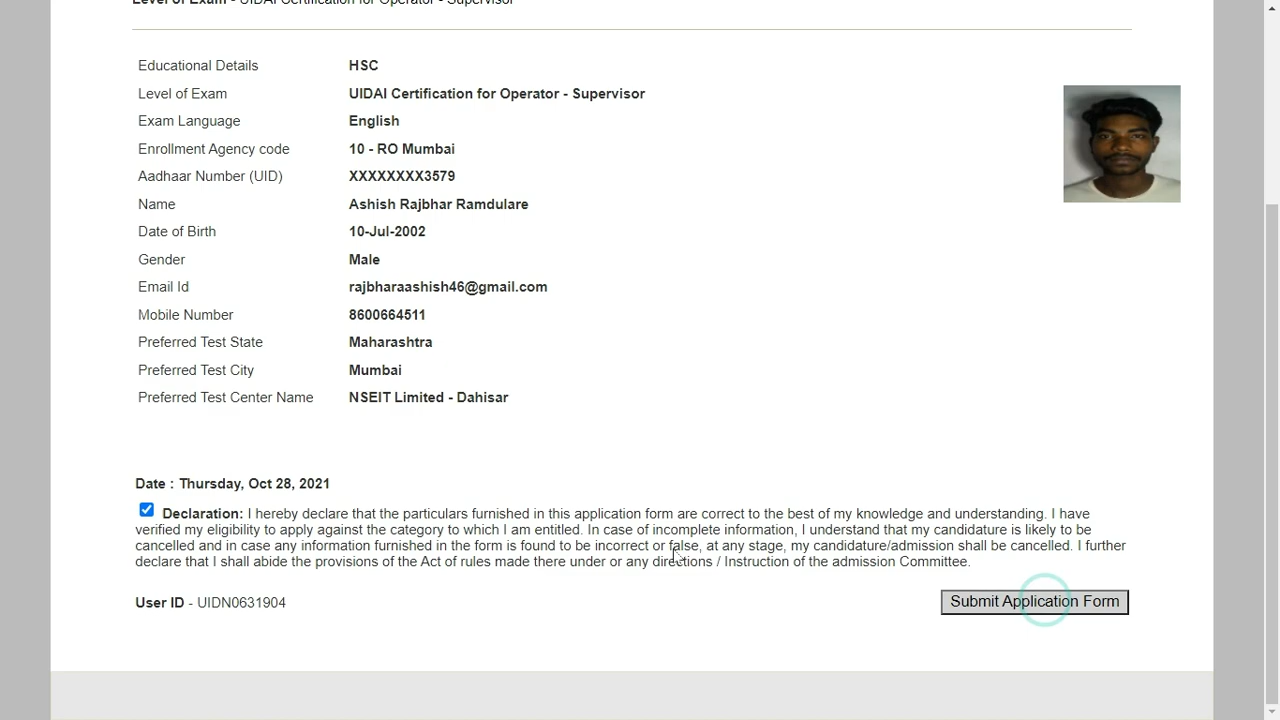 Level of Exam - UIDAI Certification for Operator - Supervisor
Educational Details HSC
Level of Exam UIDAI Certification for Operator - Supervisor
Exam Language English
Enrollment Agency code 10 - RO Mumbai
Aadhaar Number (UID) XXXXXXXX3579
Name Ashish Rajbhar Ramdulare
Date of Birth 10-Jul-2002
Gender Male
Email Id rajbharaashish46@gmail.com
Mobile Number 8600664511
Preferred Test State Maharashtra
Preferred Test City Mumbai
Preferred Test Center Name NSEIT Limited - Dahisar
Date : Thursday, Oct 28, 2021
Declaration: I hereby declare that the particulars furnished in this application form are correct to the best of my knowledge and understanding. I have
verified my eligibility to apply against the category to which I am entitled. In case of incomplete information, I understand that my candidature is likely to be
cancelled and in case any information furnished in the form is found to be incorrect or false, at any stage, my candidature/admission shall be cancelled. I further
declare that I shall abide the provisions of the Act of rules made there under or any directions / Instruction of the admission Committee.
User ID - UIDN0631904
Submit Application Form